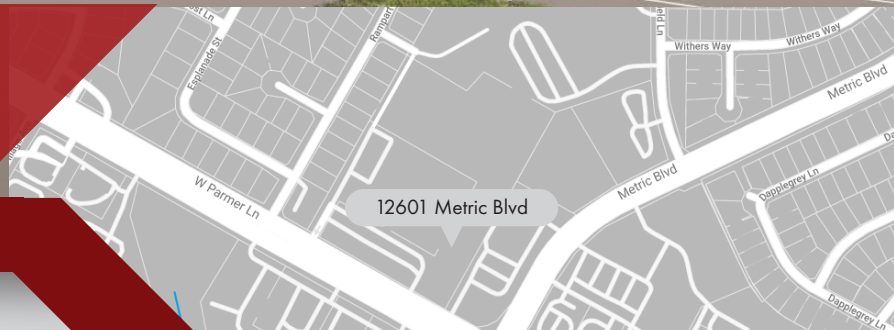 Esplanade St
Withers Way
Withers Way
Metric Blvd
W Parmer Ln
12601 Metric Blvd
Metric Blvd
Dapplegrey Ln
Dapplegrey Ln